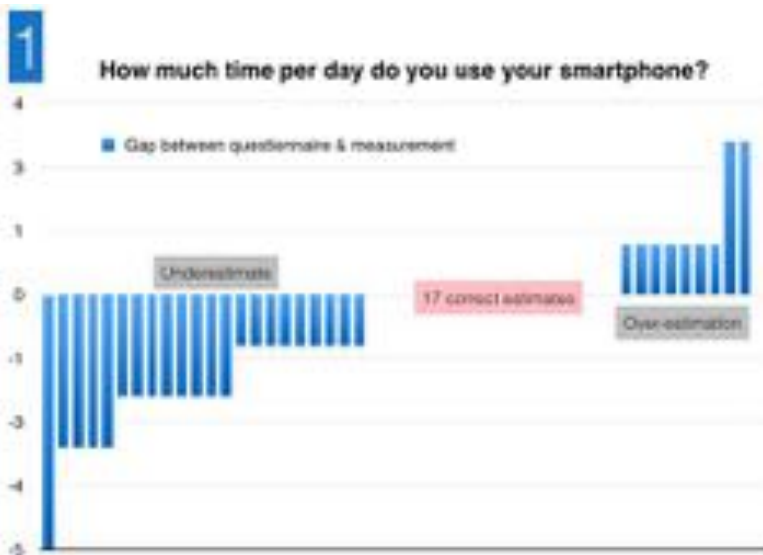 1
How much time per day do you use your smartphone?
4
Gap between questionnaire & measurement
3
1
Underestimate
0
17 correct estimates
Over-estimation
-1
-3
-4
-5